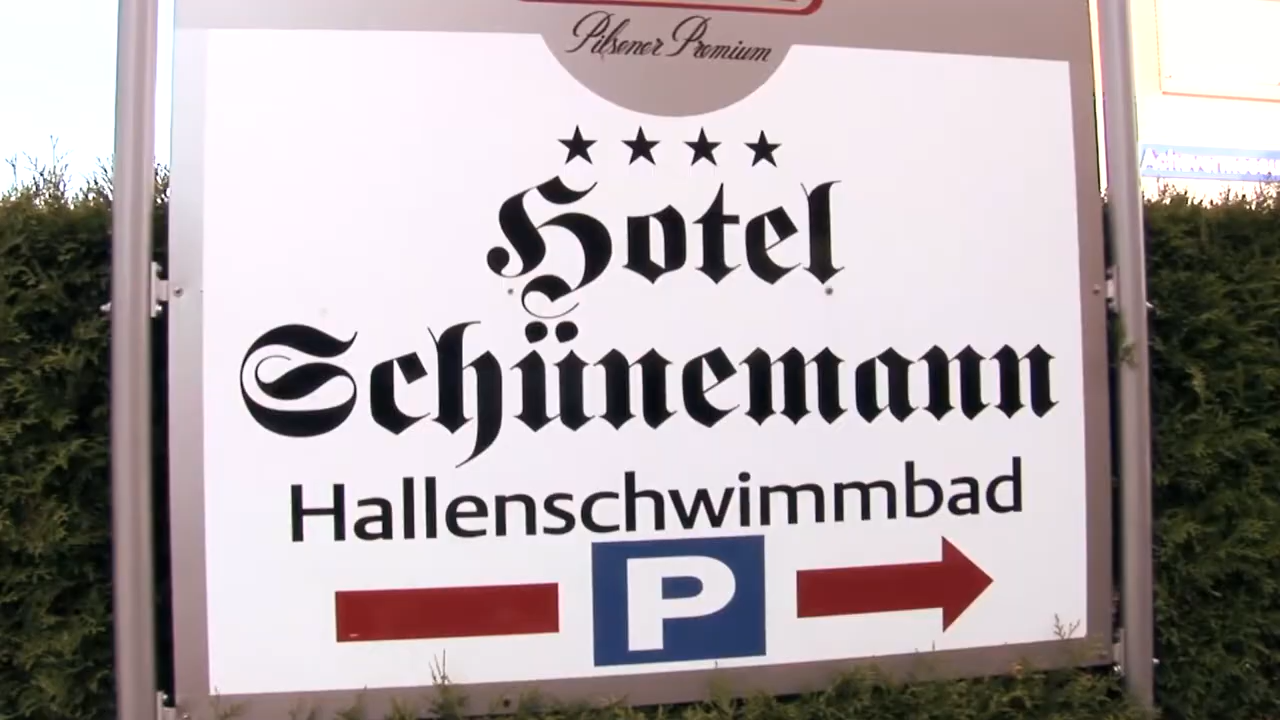 Pilsener Premium
Hotel
Schünemann
Hallenschwimmbad
P